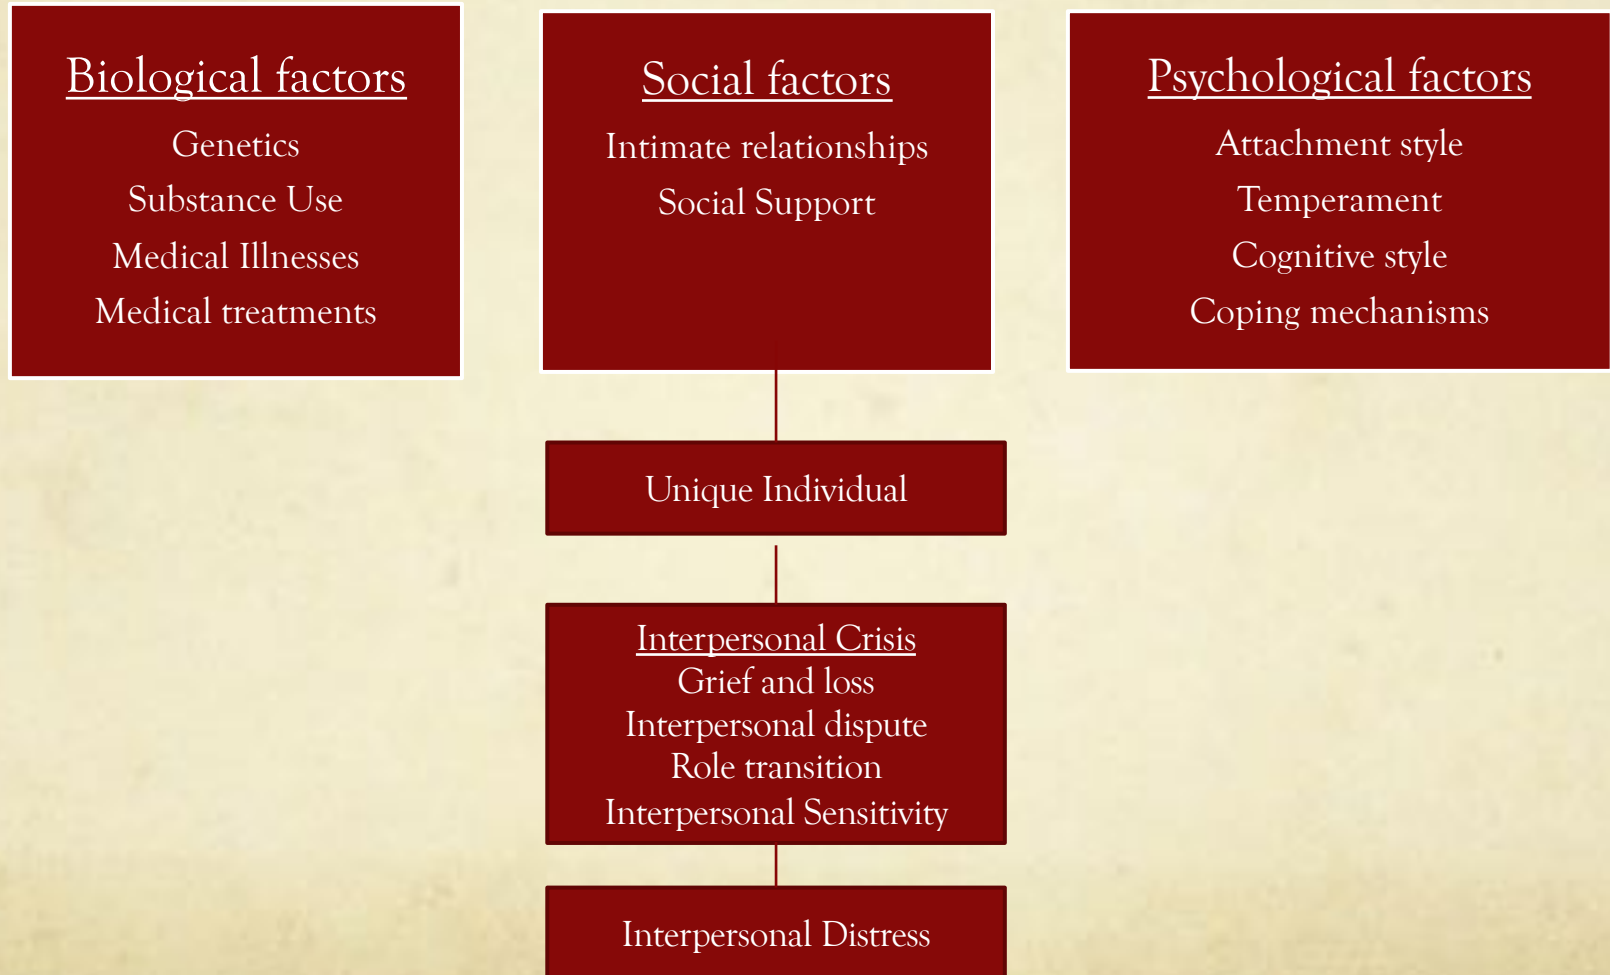 Biological factors
Genetics
Substance Use
Medical Illnesses
Medical treatments
Social factors
Intimate relationships
Social Support
Psychological factors
Attachment style
Temperament
Cognitive style
Coping mechanisms
Unique Individual
Interpersonal Crisis
Grief and loss
Interpersonal dispute
Role transition
Interpersonal Sensitivity
Interpersonal Distress